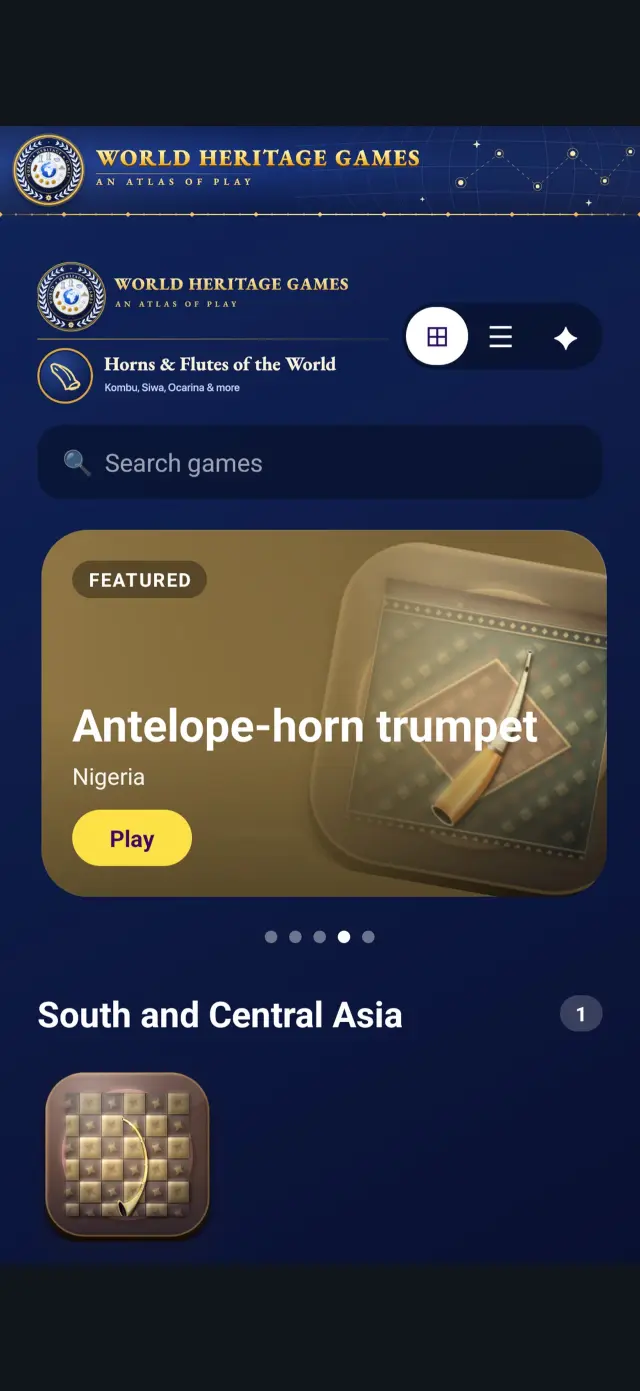 WORLD HERITAGE GAMES
AN ATLAS OF PLAY
WORLD HERITAGE GAMES
AN ATLAS OF PLAY
Horns & Flutes of the World
Kombu, Siwa, Ocarina & more
Search games
FEATURED
Antelope-horn trumpet
Nigeria
Play
South and Central Asia
1